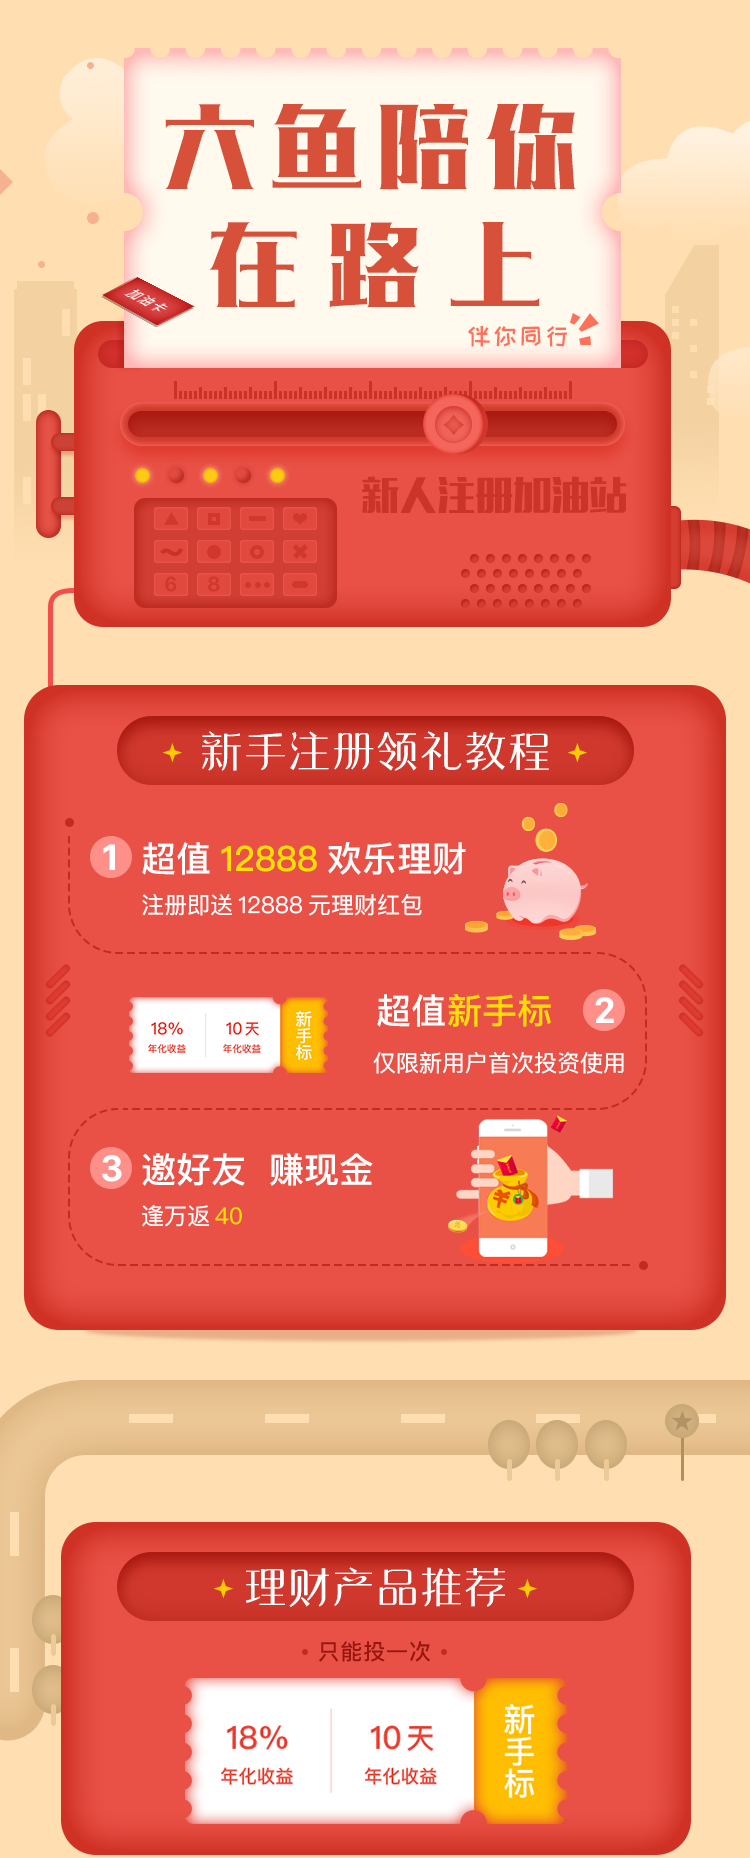 六鱼陪你
在路上
加油卡
伴你同行
新人注册加油站
6 8
新手注册领礼教程
1 超值 12888 欢乐理财
注册即送 12888 元理财红包
超值新手标 2
仅限新用户首次投资使用
18% 10 天
年化收益 年化收益
新手标
3 邀好友 赚现金
逢万返 40
理财产品推荐
· 只能投一次 ·
18% 10 天
年化收益 年化收益
新手标